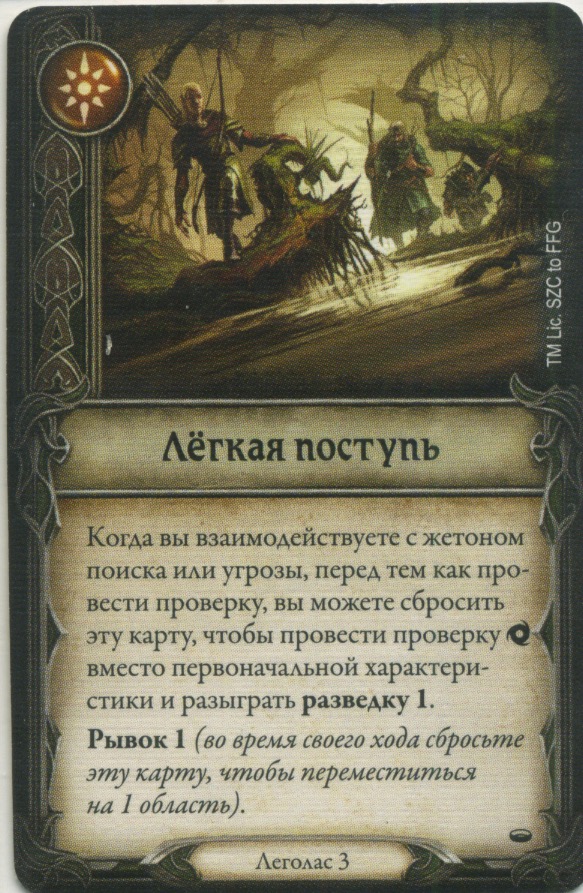 TM Lic. SZC to FFG
Лёгкая поступь
Когда вы взаимодействуете с жетоном
поиска или угрозы, перед тем как про-
вести проверку, вы можете сбросить
эту карту, чтобы провести проверку
вместо первоначальной характери-
стики и разыграть разведку 1.
Рывок 1 (во время своего хода сбросьте
эту карту, чтобы переместиться
на 1 область).
Леголас 3